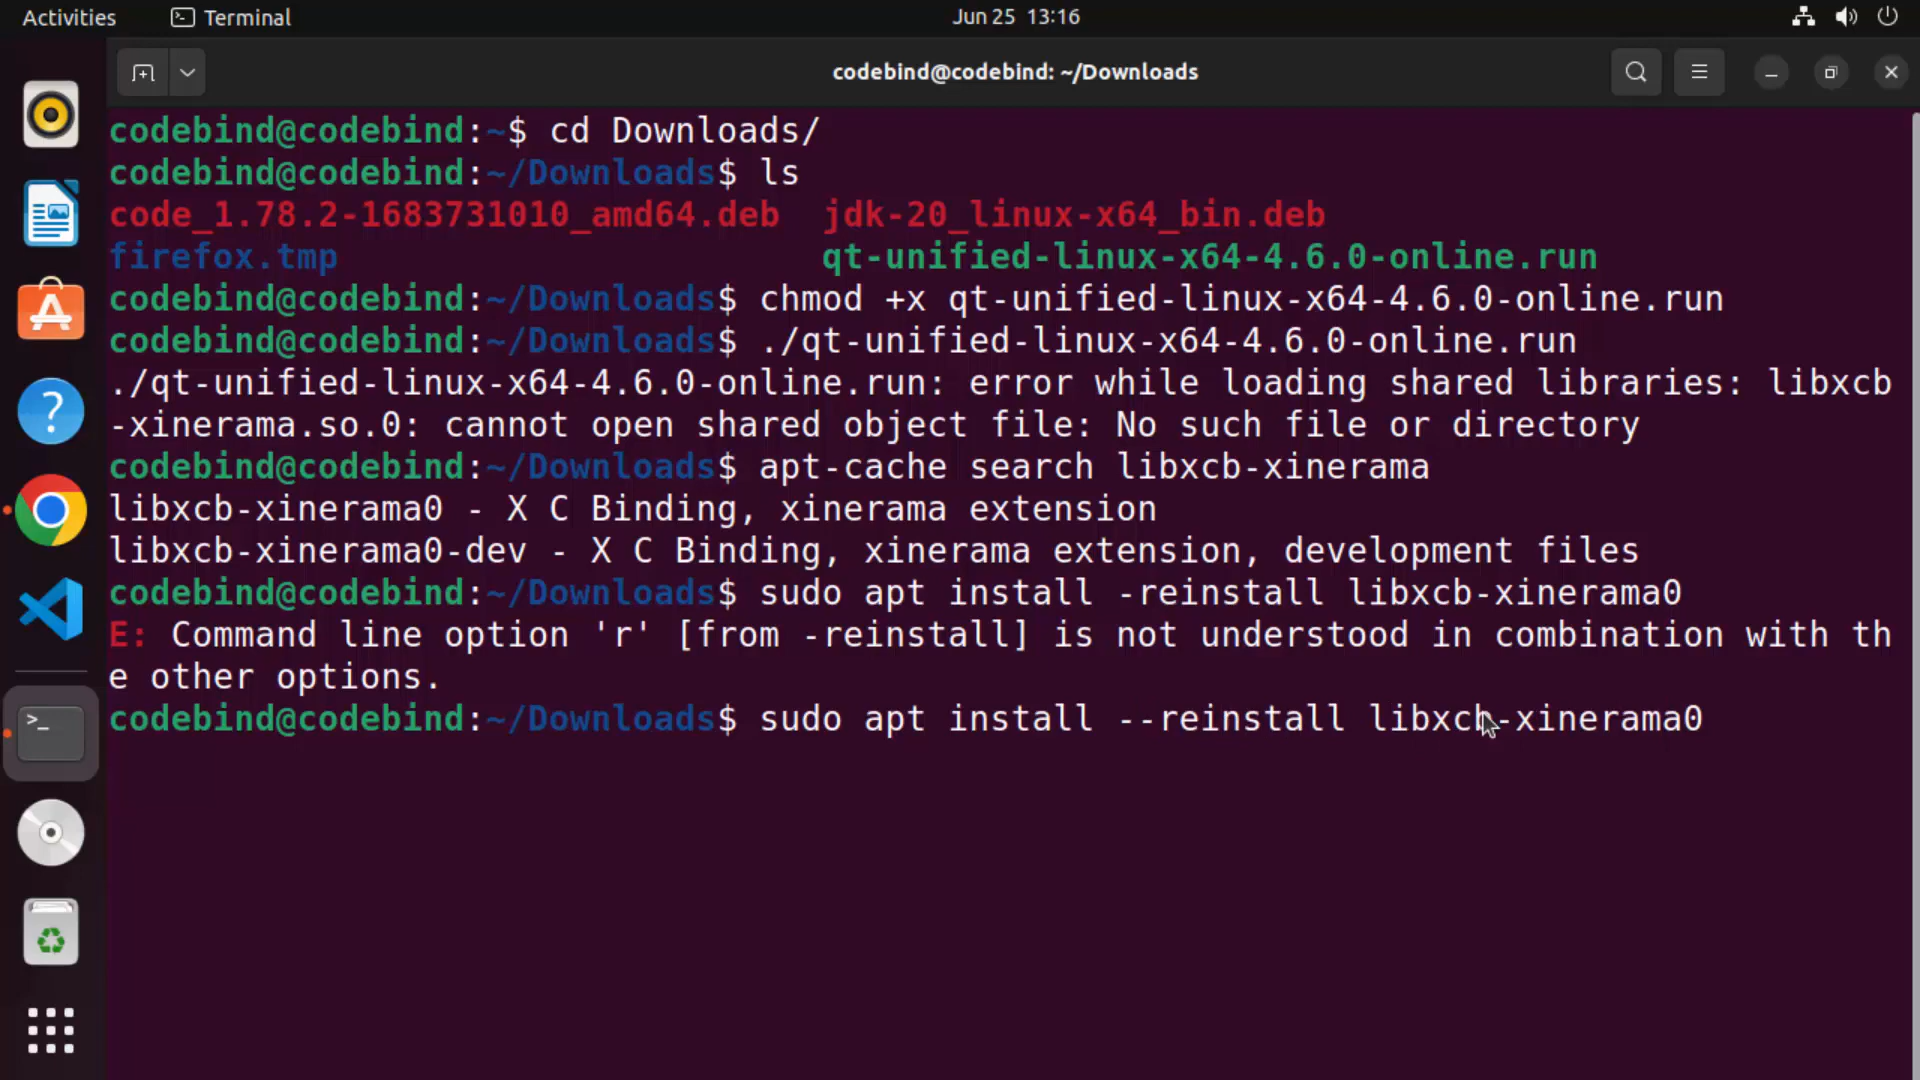 Activities Terminal Jun 25 13:16
codebind@codebind: ~/Downloads
codebind@codebind:~$ cd Downloads/
codebind@codebind:~/Downloads$ ls
code_1.78.2-1683731010_amd64.deb jdk-20_linux-x64_bin.deb
firefox.tmp qt-unified-linux-x64-4.6.0-online.run
codebind@codebind:~/Downloads$ chmod +x qt-unified-linux-x64-4.6.0-online.run
codebind@codebind:~/Downloads$ ./qt-unified-linux-x64-4.6.0-online.run
./qt-unified-linux-x64-4.6.0-online.run: error while loading shared libraries: libxcb
-xinerama.so.0: cannot open shared object file: No such file or directory
codebind@codebind:~/Downloads$ apt-cache search libxcb-xinerama
libxcb-xinerama0 - X C Binding, xinerama extension
libxcb-xinerama0-dev - X C Binding, xinerama extension, development files
codebind@codebind:~/Downloads$ sudo apt install -reinstall libxcb-xinerama0
E: Command line option 'r' [from -reinstall] is not understood in combination with th
e other options.
codebind@codebind:~/Downloads$ sudo apt install --reinstall libxcb-xinerama0